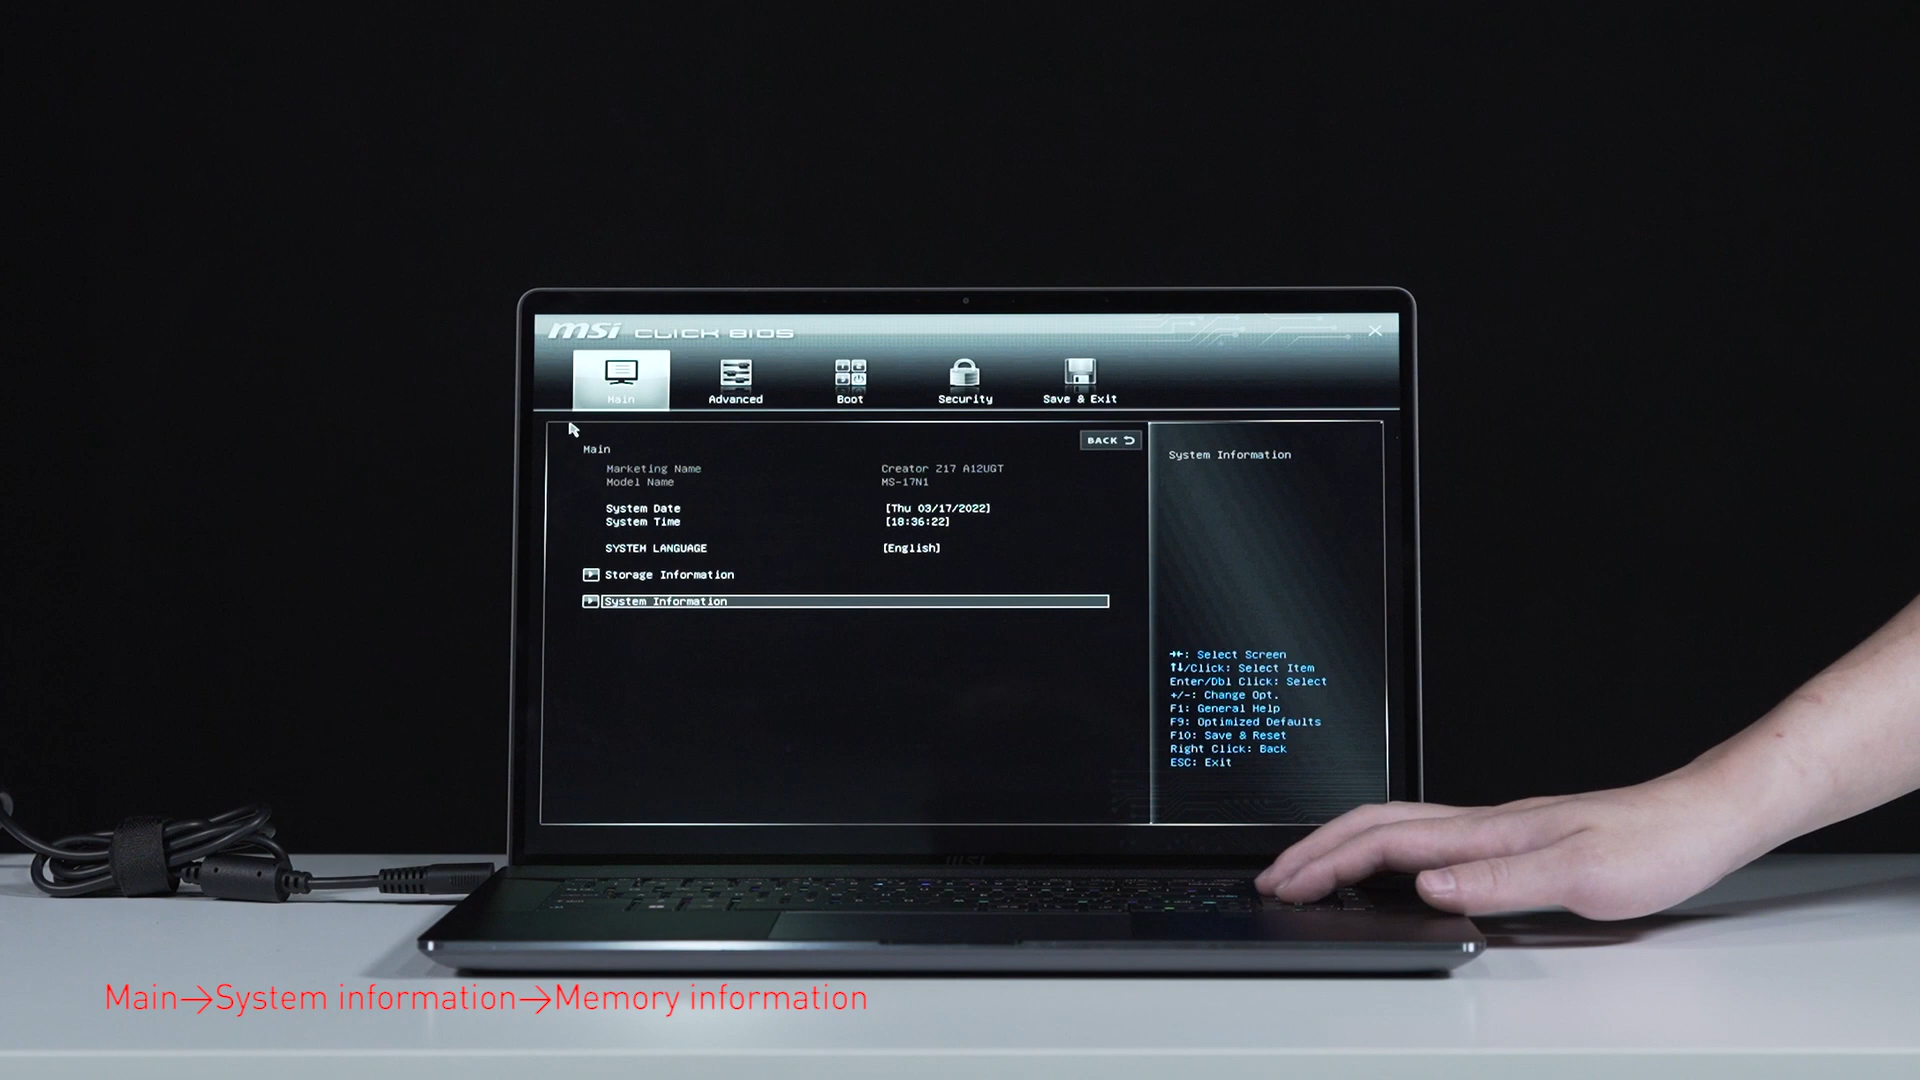 msi CLICK BIOS
Main
Advanced
Boot
Security
Save & Exit
BACK
Main
Marketing Name Creator Z17 A12UGT
Model Name MS-17N1
System Date [Thu 03/17/2022]
System Time [18:36:22]
SYSTEM LANGUAGE [English]
Storage Information
System Information
System Information
→←: Select Screen
↑↓/Click: Select Item
Enter/Dbl Click: Select
+/-: Change Opt.
F1: General Help
F9: Optimized Defaults
F10: Save & Reset
Right Click: Back
ESC: Exit
msi
Main→System information→Memory information